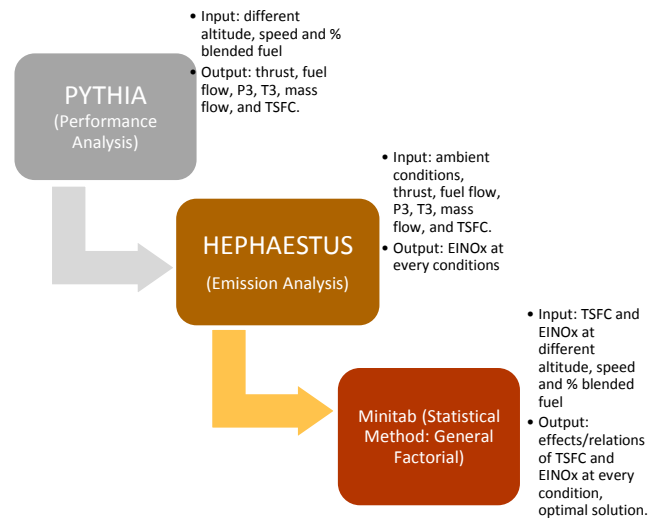 • Input: different
altitude, speed and %
blended fuel
• Output: thrust, fuel
flow, P3, T3, mass
flow, and TSFC.
PYTHIA
(Performance
Analysis)
• Input: ambient
conditions,
thrust, fuel flow,
P3, T3, mass
flow, and TSFC.
• Output: EINOx at
every conditions
HEPHAESTUS
(Emission Analysis)
• Input: TSFC and
EINOx at
different
altitude, speed
and % blended
fuel
• Output:
effects/relations
of TSFC and
EINOx at every
condition,
optimal solution.
Minitab (Statistical
Method: General
Factorial)